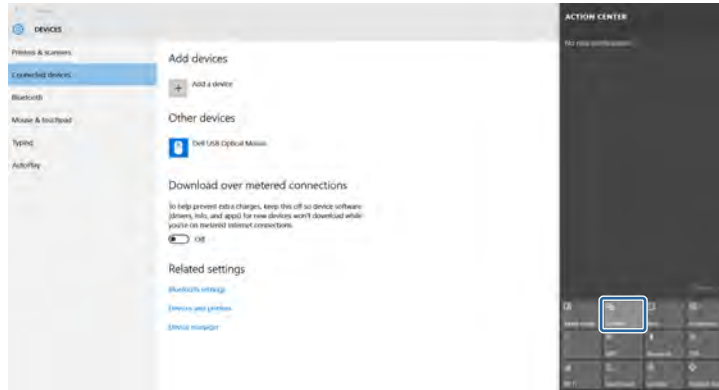 DEVICES
Printers & scanners
Connected devices
Bluetooth
Mouse & touchpad
Typing
AutoPlay
Add devices
Add a device
Other devices
Dell USB Optical Mouse
Download over metered connections
To help prevent extra charges, keep this off so device software
(drivers, info, and apps) for new devices won't download while
you're on metered Internet connections.
Off
Related settings
Bluetooth settings
Devices and printers
Device manager
ACTION CENTER
No new notifications